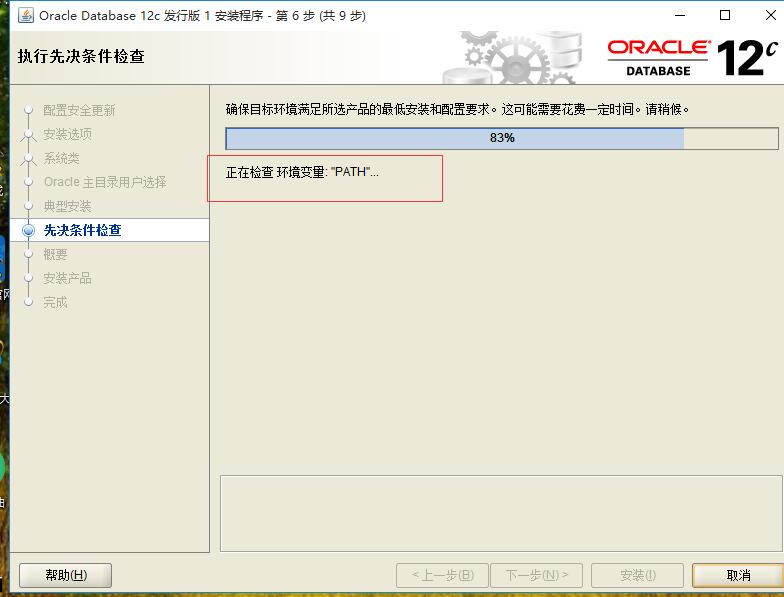 Oracle Database 12c 发行版 1 安装程序 - 第 6 步 (共 9 步)
执行先决条件检查
ORACLE®
DATABASE
12c
配置安全更新
安装选项
系统类
Oracle 主目录用户选择
典型安装
先决条件检查
概要
安装产品
完成
确保目标环境满足所选产品的最低安装和配置要求。这可能需要花费一定时间。请稍候。
83%
正在检查 环境变量: "PATH"...
帮助(H)
< 上一步(B)
下一步(N) >
安装(I)
取消